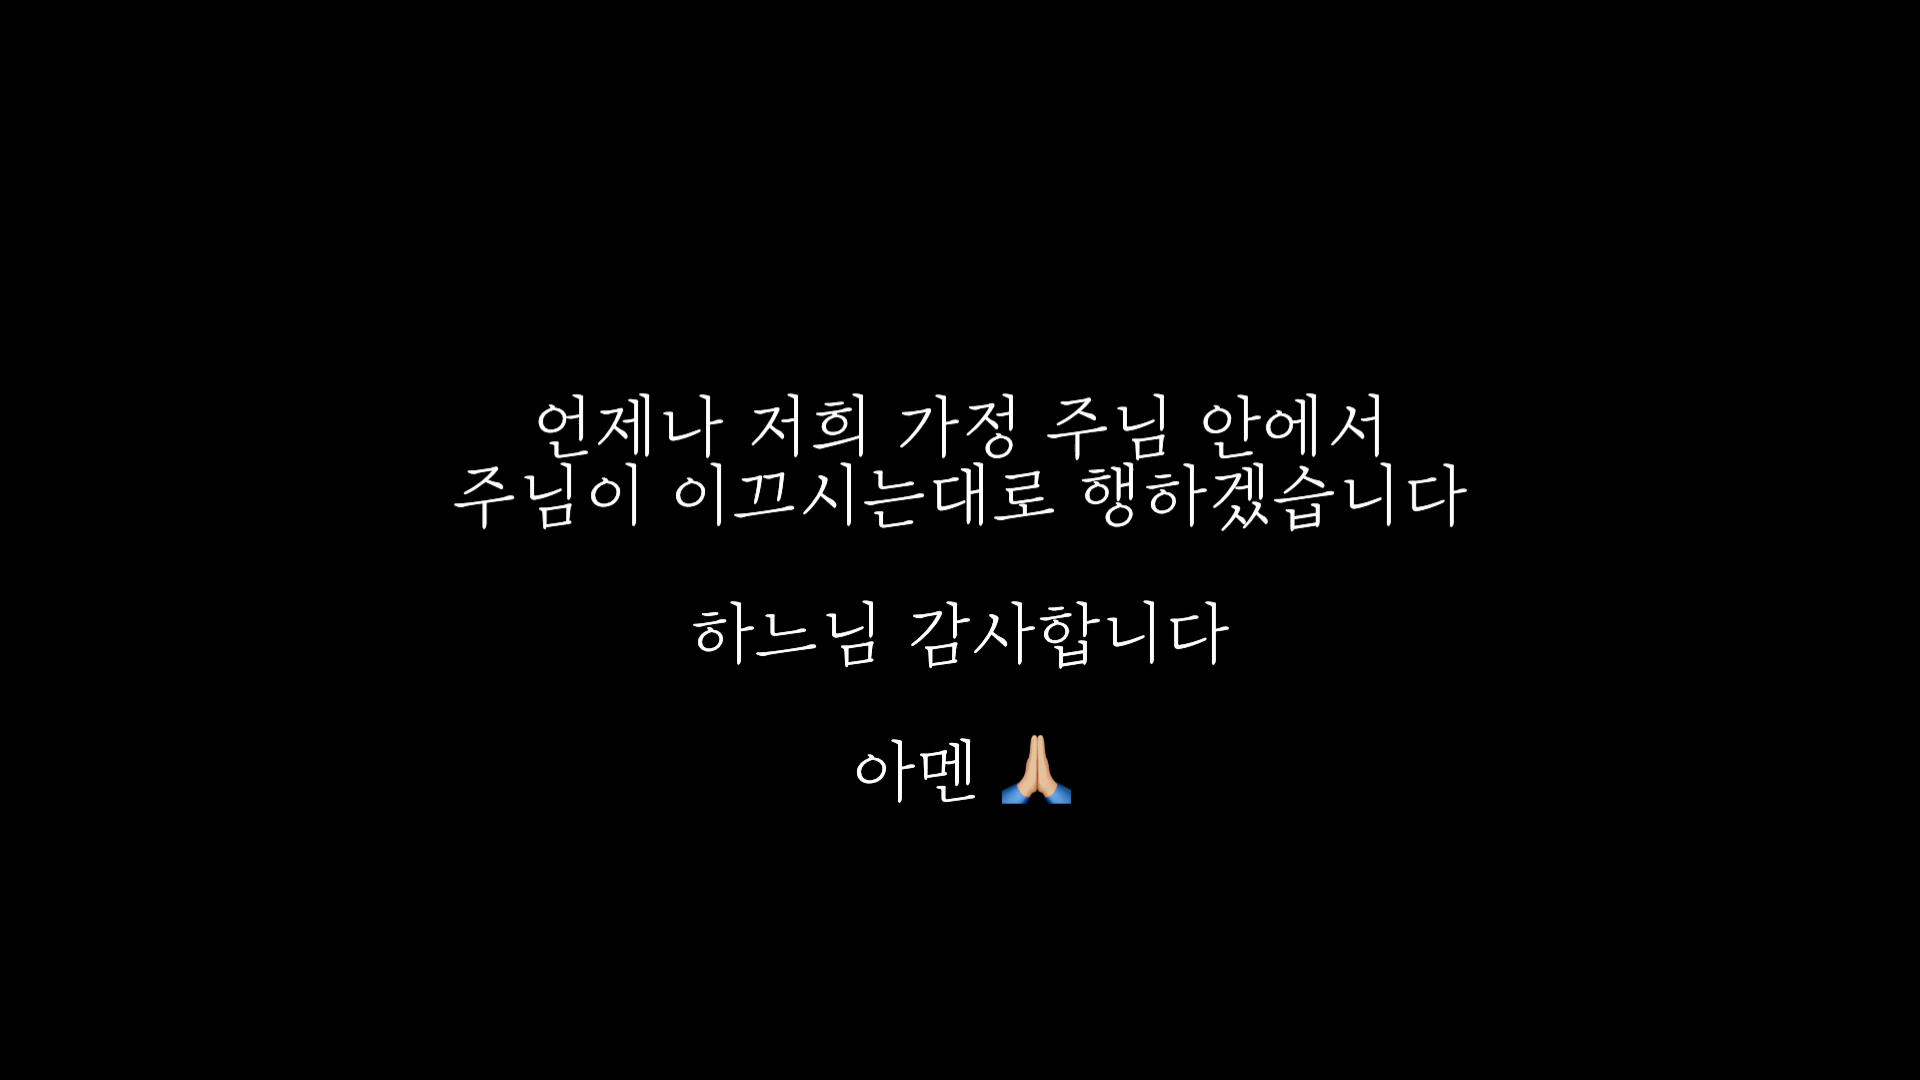 언제나 저희 가정 주님 안에서
주님이 이끄시는대로 행하겠습니다
하느님 감사합니다
아멘 🙏🏼